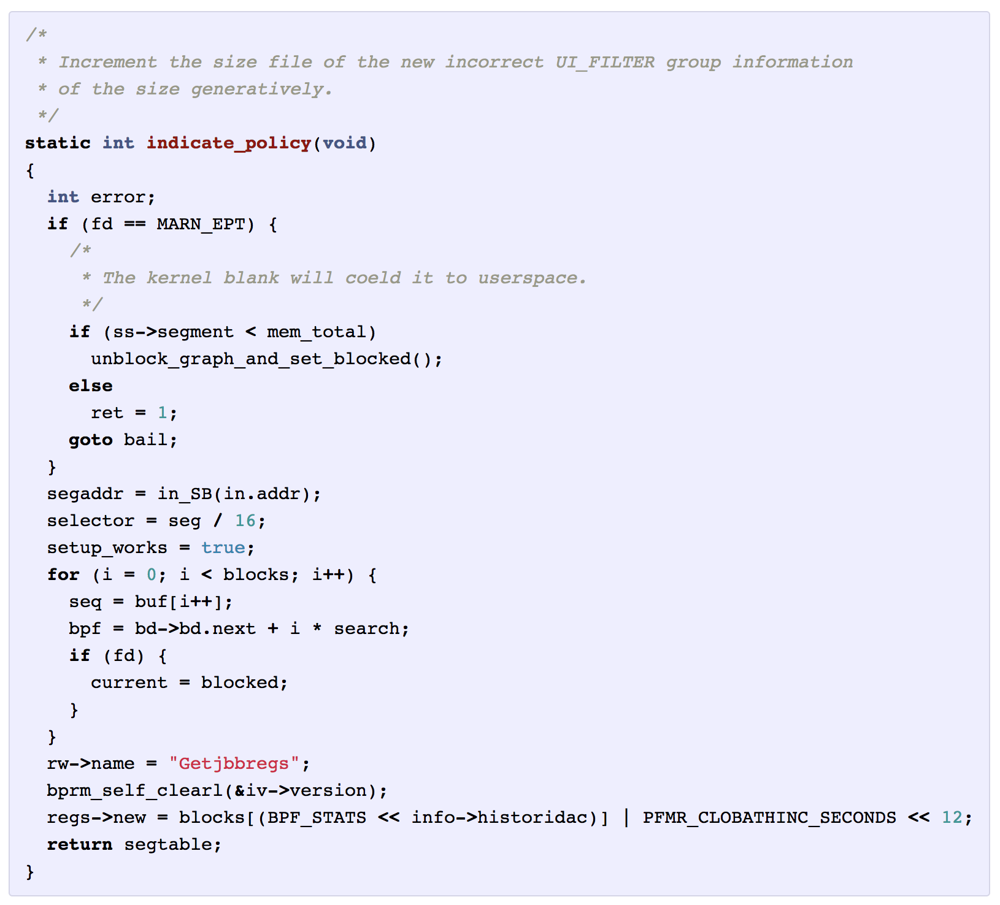 /*
 * Increment the size file of the new incorrect UI_FILTER group information
 * of the size generatively.
 */
static int indicate_policy(void)
{
  int error;
  if (fd == MARN_EPT) {
    /*
     * The kernel blank will coeld it to userspace.
     */
    if (ss->segment < mem_total)
      unblock_graph_and_set_blocked();
    else
      ret = 1;
    goto bail;
  }
  segaddr = in_SB(in.addr);
  selector = seg / 16;
  setup_works = true;
  for (i = 0; i < blocks; i++) {
    seq = buf[i++];
    bpf = bd->bd.next + i * search;
    if (fd) {
      current = blocked;
    }
  }
  rw->name = "Getjbbregs";
  bprm_self_clearl(&iv->version);
  regs->new = blocks[(BPF_STATS << info->historidac)] | PFMR_CLOBATHINC_SECONDS << 12;
  return segtable;
}